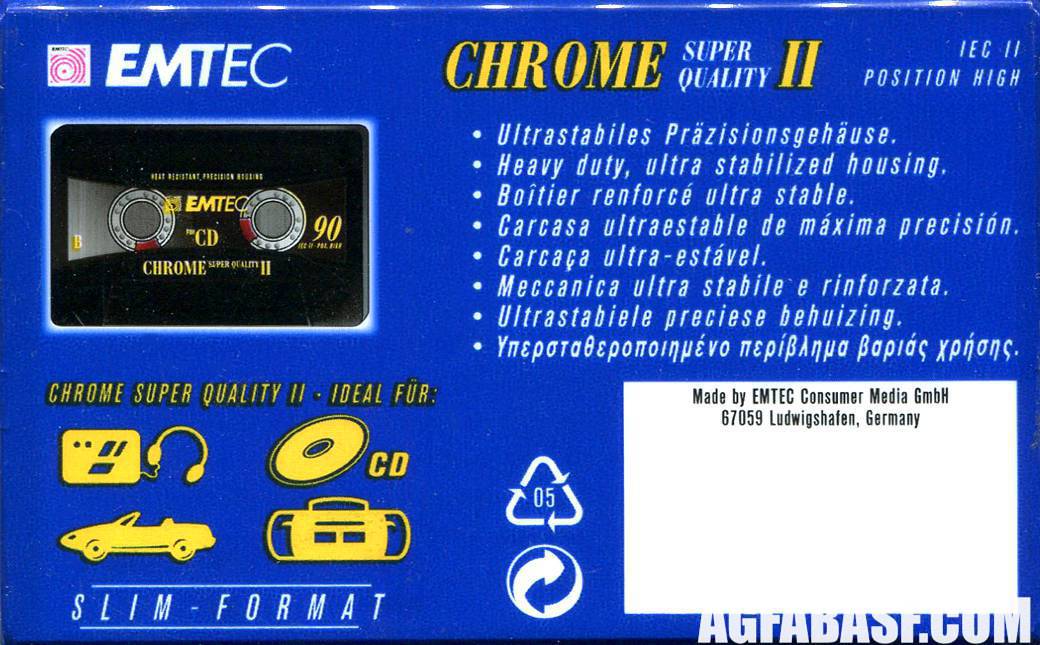 EMTEC
CHROME SUPER QUALITY II
IEC II
POSITION HIGH
HEAT RESISTANT PRECISION HOUSING
EMTEC
B
FOR CD
90
IEC II · POS. HIGH
CHROME SUPER QUALITY II
• Ultrastabiles Präzisionsgehäuse.
• Heavy duty, ultra stabilized housing.
• Boîtier renforcé ultra stable.
• Carcasa ultraestable de máxima precisión.
• Carcaça ultra-estável.
• Meccanica ultra stabile e rinforzata.
• Ultrastabiele preciese behuizing.
• Υπερσταθεροποιημένο περίβλημα βαριάς χρήσης.
CHROME SUPER QUALITY II · IDEAL FÜR:
CD
SLIM-FORMAT
05
Made by EMTEC Consumer Media GmbH
67059 Ludwigshafen, Germany
AGFABASF.COM